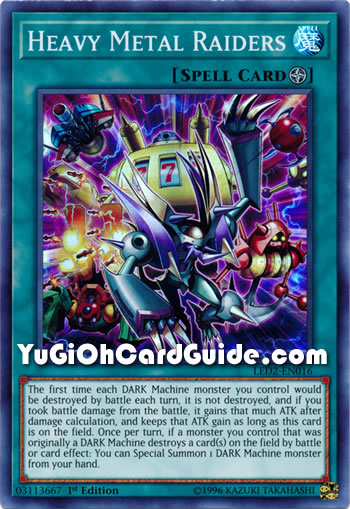 HEAVY METAL RAIDERS
魔
[SPELL CARD]
7 7
YuGiOhCardGuide.com
LED2-EN016
The first time each DARK Machine monster you control would
be destroyed by battle each turn, it is not destroyed, and if you
took battle damage from the battle, it gains that much ATK after
damage calculation, and keeps that ATK gain as long as this card
is on the field. Once per turn, if a monster you control that was
originally a DARK Machine destroys a card(s) on the field by battle
or card effect: You can Special Summon 1 DARK Machine monster
from your hand.
03113667 1st Edition ©1996 KAZUKI TAKAHASHI